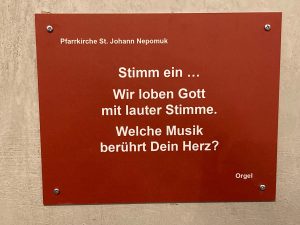 Pfarrkirche St. Johann Nepomuk
Stimm ein ...
Wir loben Gott
mit lauter Stimme.
Welche Musik
berührt Dein Herz?
Orgel